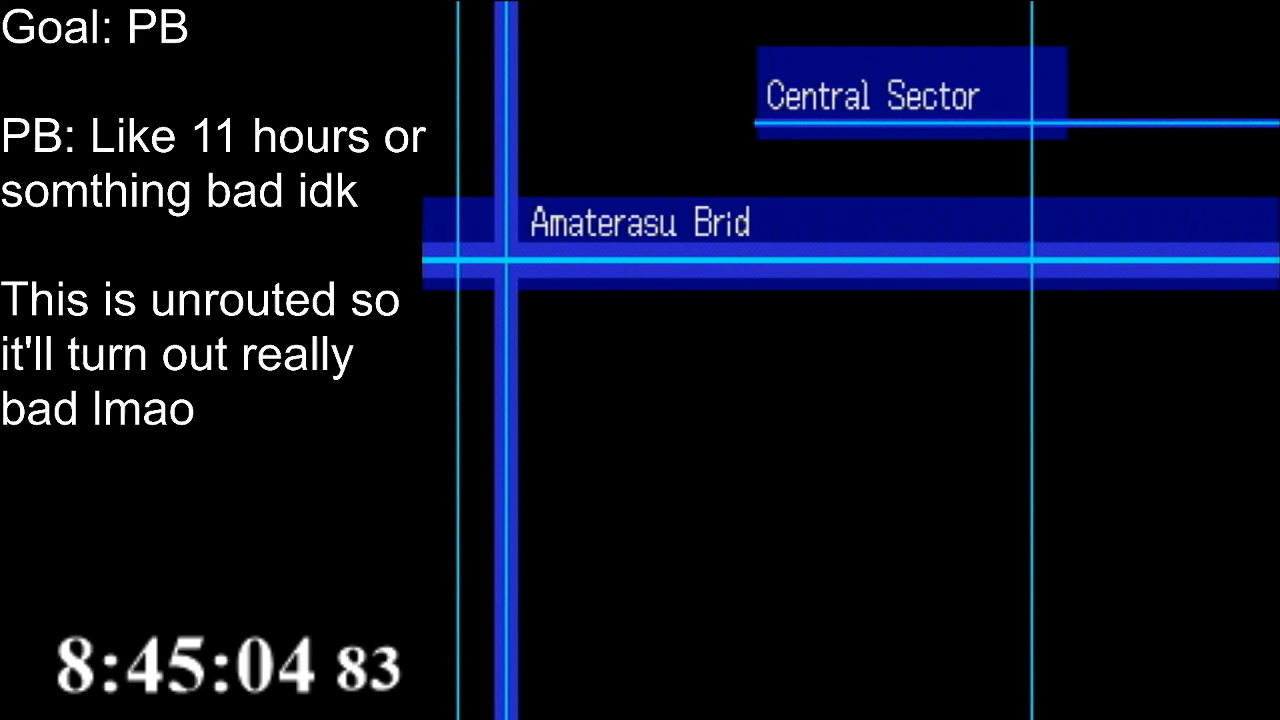 Goal: PB
PB: Like 11 hours or
somthing bad idk
This is unrouted so
it'll turn out really
bad lmao
8:45:04 83
Central Sector
Amaterasu Brid